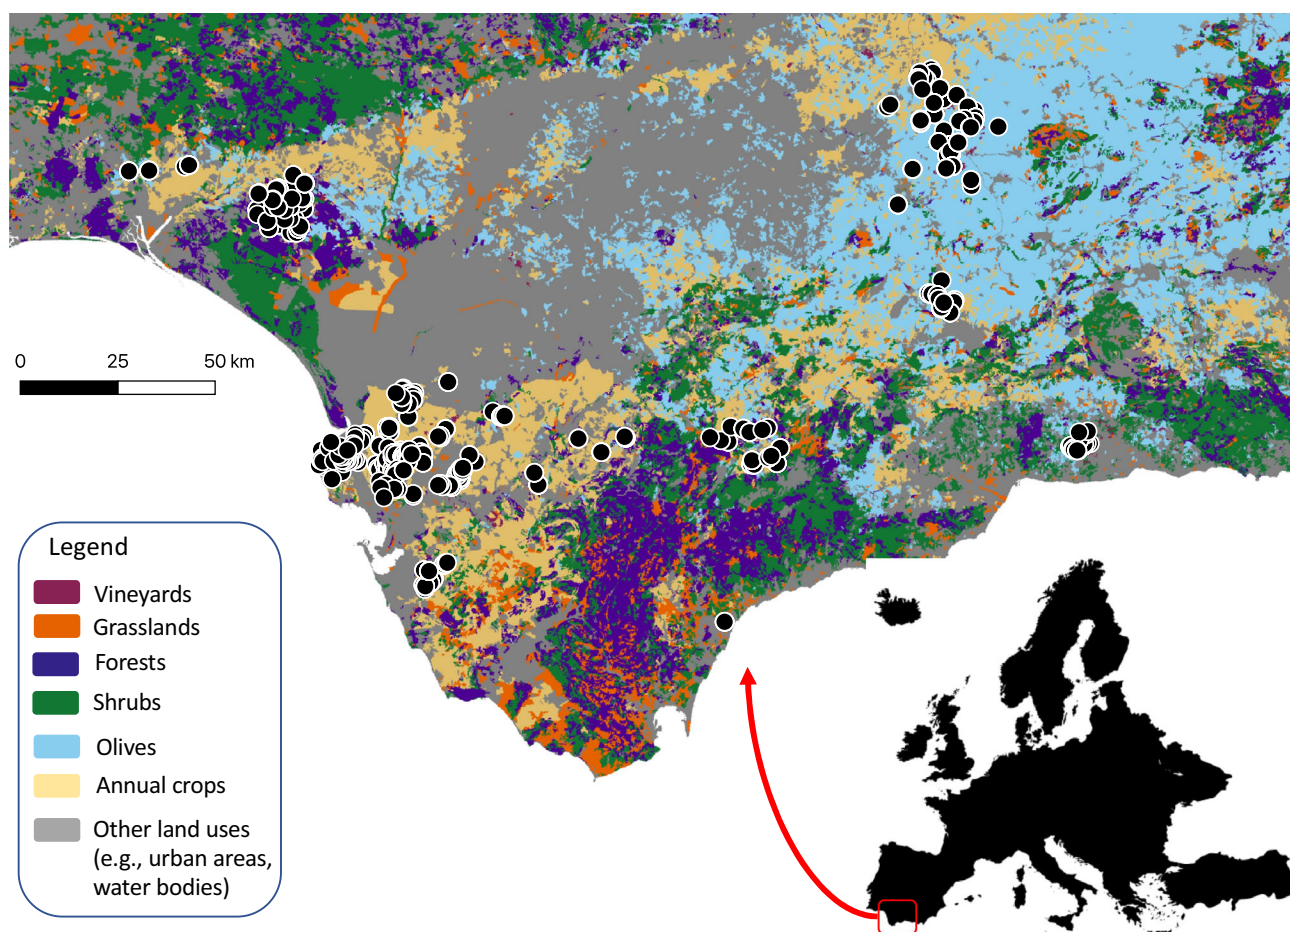 0 25 50 km
Legend
Vineyards
Grasslands
Forests
Shrubs
Olives
Annual crops
Other land uses
(e.g., urban areas,
water bodies)